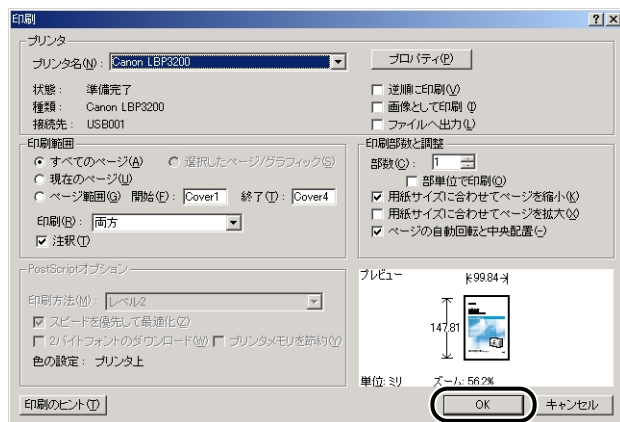 印刷
プリンタ
プリンタ名(N): Canon LBP3200
プロパティ(P)
状態: 準備完了
種類: Canon LBP3200
接続先: USB001
逆順に印刷(V)
画像として印刷(I)
ファイルへ出力(L)
印刷範囲
すべてのページ(A) 選択したページ/グラフィック(S)
現在のページ(U)
ページ範囲(G) 開始(F): Cover1 終了(T): Cover4
印刷(R): 両方
注釈(T)
印刷部数と調整
部数(C): 1
部単位で印刷(O)
用紙サイズに合わせてページを縮小(K)
用紙サイズに合わせてページを拡大(X)
ページの自動回転と中央配置(-)
PostScriptオプション
印刷方法(M): レベル2
スピードを優先して最適化(Z)
2バイトフォントのダウンロード(W) プリンタメモリを節約(Y)
色の設定: プリンタ上
プレビュー
99.84
147.81
単位: ミリ ズーム: 56.2%
印刷のヒント(T)
OK
キャンセル